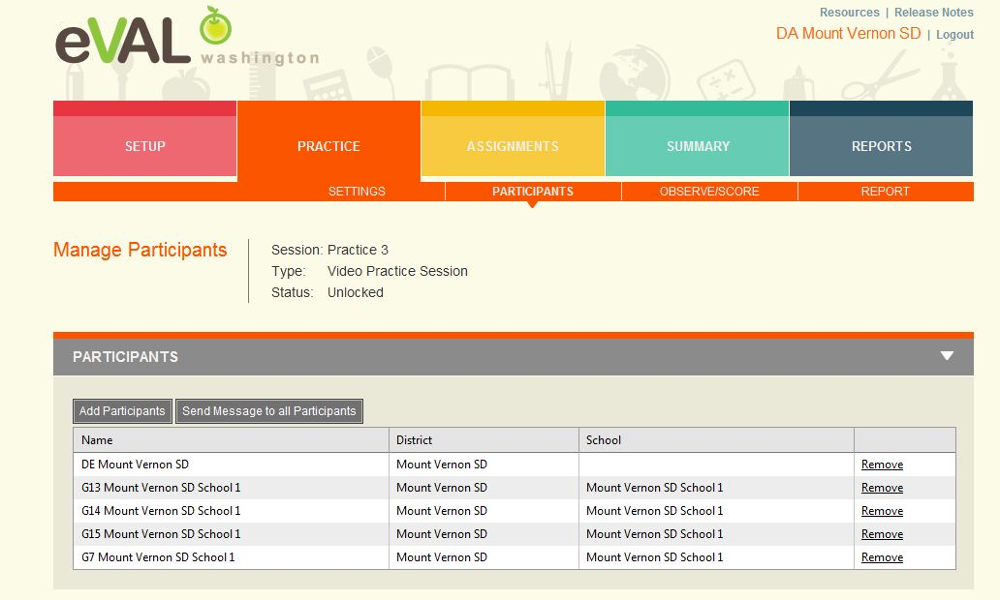 Resources | Release Notes
eVAL washington
DA Mount Vernon SD | Logout
SETUP PRACTICE ASSIGNMENTS SUMMARY REPORTS
SETTINGS PARTICIPANTS OBSERVE/SCORE REPORT
Manage Participants
Session: Practice 3
Type: Video Practice Session
Status: Unlocked
PARTICIPANTS
Add Participants Send Message to all Participants
Name District School
DE Mount Vernon SD Mount Vernon SD Remove
G13 Mount Vernon SD School 1 Mount Vernon SD Mount Vernon SD School 1 Remove
G14 Mount Vernon SD School 1 Mount Vernon SD Mount Vernon SD School 1 Remove
G15 Mount Vernon SD School 1 Mount Vernon SD Mount Vernon SD School 1 Remove
G7 Mount Vernon SD School 1 Mount Vernon SD Mount Vernon SD School 1 Remove